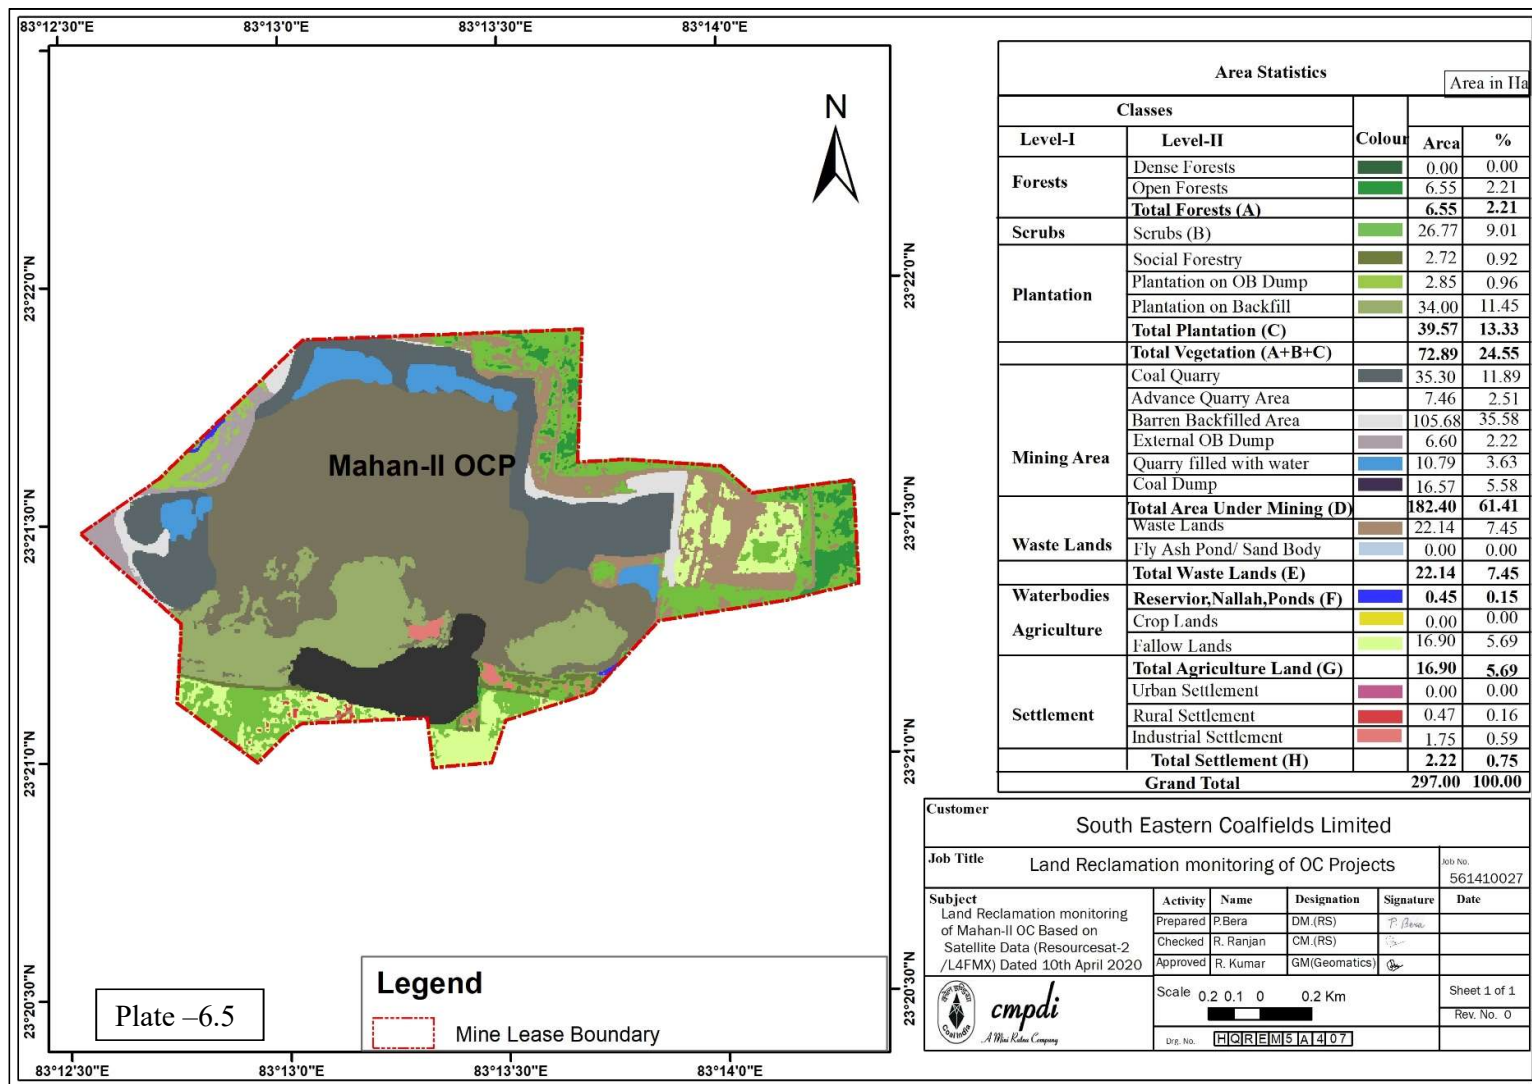 83°12'30"E 83°13'0"E 83°13'30"E 83°14'0"E
N
23°22'0"N
23°22'0"N
23°21'30"N
23°21'30"N
23°21'0"N
23°21'0"N
23°20'30"N
23°20'30"N
Mahan-II OCP
Plate –6.5
Legend
Mine Lease Boundary
83°12'30"E 83°13'0"E 83°13'30"E 83°14'0"E
Area Statistics
Area in Ha
Classes
Level-I Level-II Colour Area %
Forests
Dense Forests 0.00 0.00
Open Forests 6.55 2.21
Total Forests (A) 6.55 2.21
Scrubs Scrubs (B) 26.77 9.01
Plantation
Social Forestry 2.72 0.92
Plantation on OB Dump 2.85 0.96
Plantation on Backfill 34.00 11.45
Total Plantation (C) 39.57 13.33
Total Vegetation (A+B+C) 72.89 24.55
Mining Area
Coal Quarry 35.30 11.89
Advance Quarry Area 7.46 2.51
Barren Backfilled Area 105.68 35.58
External OB Dump 6.60 2.22
Quarry filled with water 10.79 3.63
Coal Dump 16.57 5.58
Total Area Under Mining (D) 182.40 61.41
Waste Lands
Waste Lands 22.14 7.45
Fly Ash Pond/ Sand Body 0.00 0.00
Total Waste Lands (E) 22.14 7.45
Waterbodies Reservior,Nallah,Ponds (F) 0.45 0.15
Agriculture
Crop Lands 0.00 0.00
Fallow Lands 16.90 5.69
Total Agriculture Land (G) 16.90 5.69
Settlement
Urban Settlement 0.00 0.00
Rural Settlement 0.47 0.16
Industrial Settlement 1.75 0.59
Total Settlement (H) 2.22 0.75
Grand Total 297.00 100.00
Customer
South Eastern Coalfields Limited
Job Title
Land Reclamation monitoring of OC Projects
Job No.
561410027
Subject
Land Reclamation monitoring
of Mahan-II OC Based on
Satellite Data (Resourcesat-2
/L4FMX) Dated 10th April 2020
Activity Name Designation Signature Date
Prepared P.Bera DM.(RS) P. Bera
Checked R. Ranjan CM.(RS)
Approved R. Kumar GM(Geomatics)
Scale 0.2 0.1 0 0.2 Km
Sheet 1 of 1
Rev. No. 0
Drg. No. HQREM5A407
Coal India
cmpdi
A Mini Ratna Company